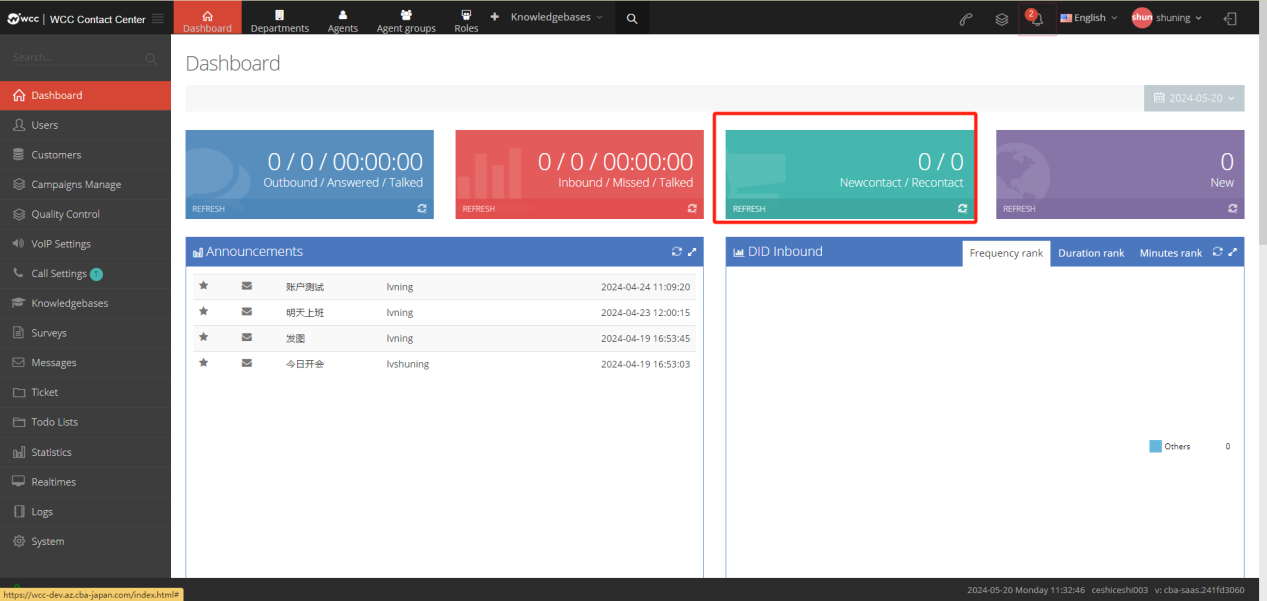 wcc | WCC Contact Center
Dashboard
Departments
Agents
Agent groups
Roles
Knowledgebases
2
English
shun
shuning
Search...
Dashboard
Users
Customers
Campaigns Manage
Quality Control
VoIP Settings
Call Settings 1
Knowledgebases
Surveys
Messages
Ticket
Todo Lists
Statistics
Realtimes
Logs
System
Dashboard
2024-05-20
0 / 0 / 00:00:00
Outbound / Answered / Talked
REFRESH
0 / 0 / 00:00:00
Inbound / Missed / Talked
REFRESH
0 / 0
Newcontact / Recontact
REFRESH
0
New
REFRESH
Announcements
账户测试 lvning 2024-04-24 11:09:20
明天上班 lvning 2024-04-23 12:00:15
发图 lvning 2024-04-19 16:53:45
今日开会 lvshuning 2024-04-19 16:53:03
DID Inbound
Frequency rank
Duration rank
Minutes rank
Others 0
https://wcc-dev.az.cba-japan.com/index.html#
2024-05-20 Monday 11:32:46 ceshiceshi003 v: cba-saas.241fd3060